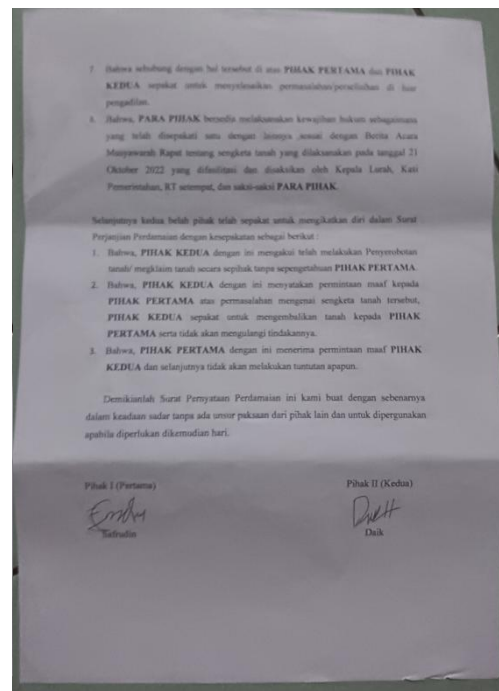 7. Bahwa sehubung dengan hal tersebut di atas PIHAK PERTAMA dan PIHAK
KEDUA sepakat untuk menyelesaikan permasalahan/perselisihan di luar
pengadilan.
8. Bahwa, PARA PIHAK bersedia melaksanakan kewajiban hukum sebagaimana
yang telah disepakati satu dengan lainnya sesuai dengan Berita Acara
Musyawarah Rapat tentang sengketa tanah yang dilaksanakan pada tanggal 21
Oktober 2022 yang difasilitasi dan disaksikan oleh Kepala Lurah, Kasi
Pemerintahan, RT setempat, dan saksi-saksi PARA PIHAK.
Selanjutnya kedua belah pihak telah sepakat untuk mengikatkan diri dalam Surat
Perjanjian Perdamaian dengan kesepakatan sebagai berikut :
1. Bahwa, PIHAK KEDUA dengan ini mengakui telah melakukan Penyerobotan
tanah/ megklaim tanah secara sepihak tanpa sepengetahuan PIHAK PERTAMA.
2. Bahwa, PIHAK KEDUA dengan ini menyatakan permintaan maaf kepada
PIHAK PERTAMA atas permasalahan mengenai sengketa tanah tersebut,
PIHAK KEDUA sepakat untuk mengembalikan tanah kepada PIHAK
PERTAMA serta tidak akan mengulangi tindakannya.
3. Bahwa, PIHAK PERTAMA dengan ini menerima permintaan maaf PIHAK
KEDUA dan selanjutnya tidak akan melakukan tuntutan apapun.
Demikianlah Surat Pernyataan Perdamaian ini kami buat dengan sebenarnya
dalam keadaan sadar tanpa ada unsur paksaan dari pihak lain dan untuk dipergunakan
apabila diperlukan dikemudian hari.
Pihak I (Pertama)
Pihak II (Kedua)
Daik